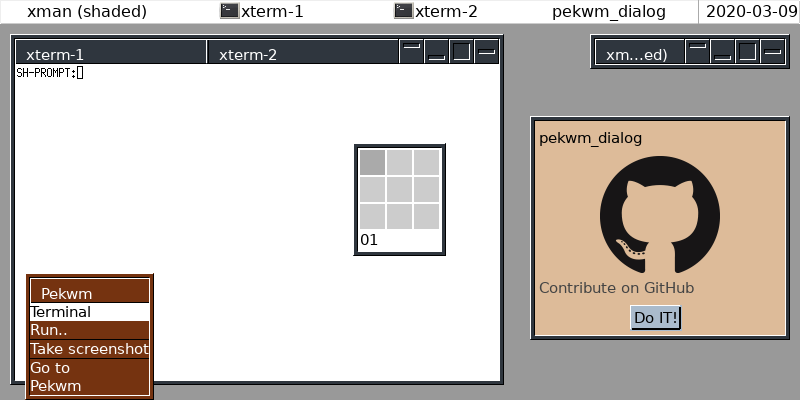 xman (shaded)
xterm-1
xterm-2
pekwm_dialog
2020-03-09
xterm-1
xterm-2
xm...ed)
SH-PROMPT:
pekwm_dialog
01
Contribute on GitHub
Do IT!
Pekwm
Terminal
Run..
Take screenshot
Go to
Pekwm